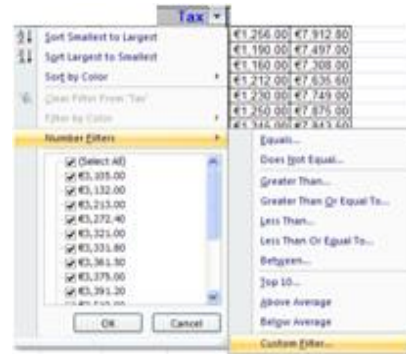 Tax
Sort Smallest to Largest
Sort Largest to Smallest
Sort by Color
Clear Filter From 'Tax'
Filter by Color
Number Filters
(Select All)
€3,105.00
€3,132.00
€3,213.00
€3,272.40
€3,321.00
€3,331.80
€3,361.50
€3,375.00
€3,391.20
OK Cancel
€1.256.00 €7.912.80
€1.190.00 €7.497.00
€1.160.00 €7.308.00
€1.212.00 €7.635.60
€1.230.00 €7.749.00
€1.250.00 €7.875.00
Equals...
Does Not Equal...
Greater Than...
Greater Than Or Equal To...
Less Than...
Less Than Or Equal To...
Between...
Top 10...
Above Average
Below Average
Custom Filter...